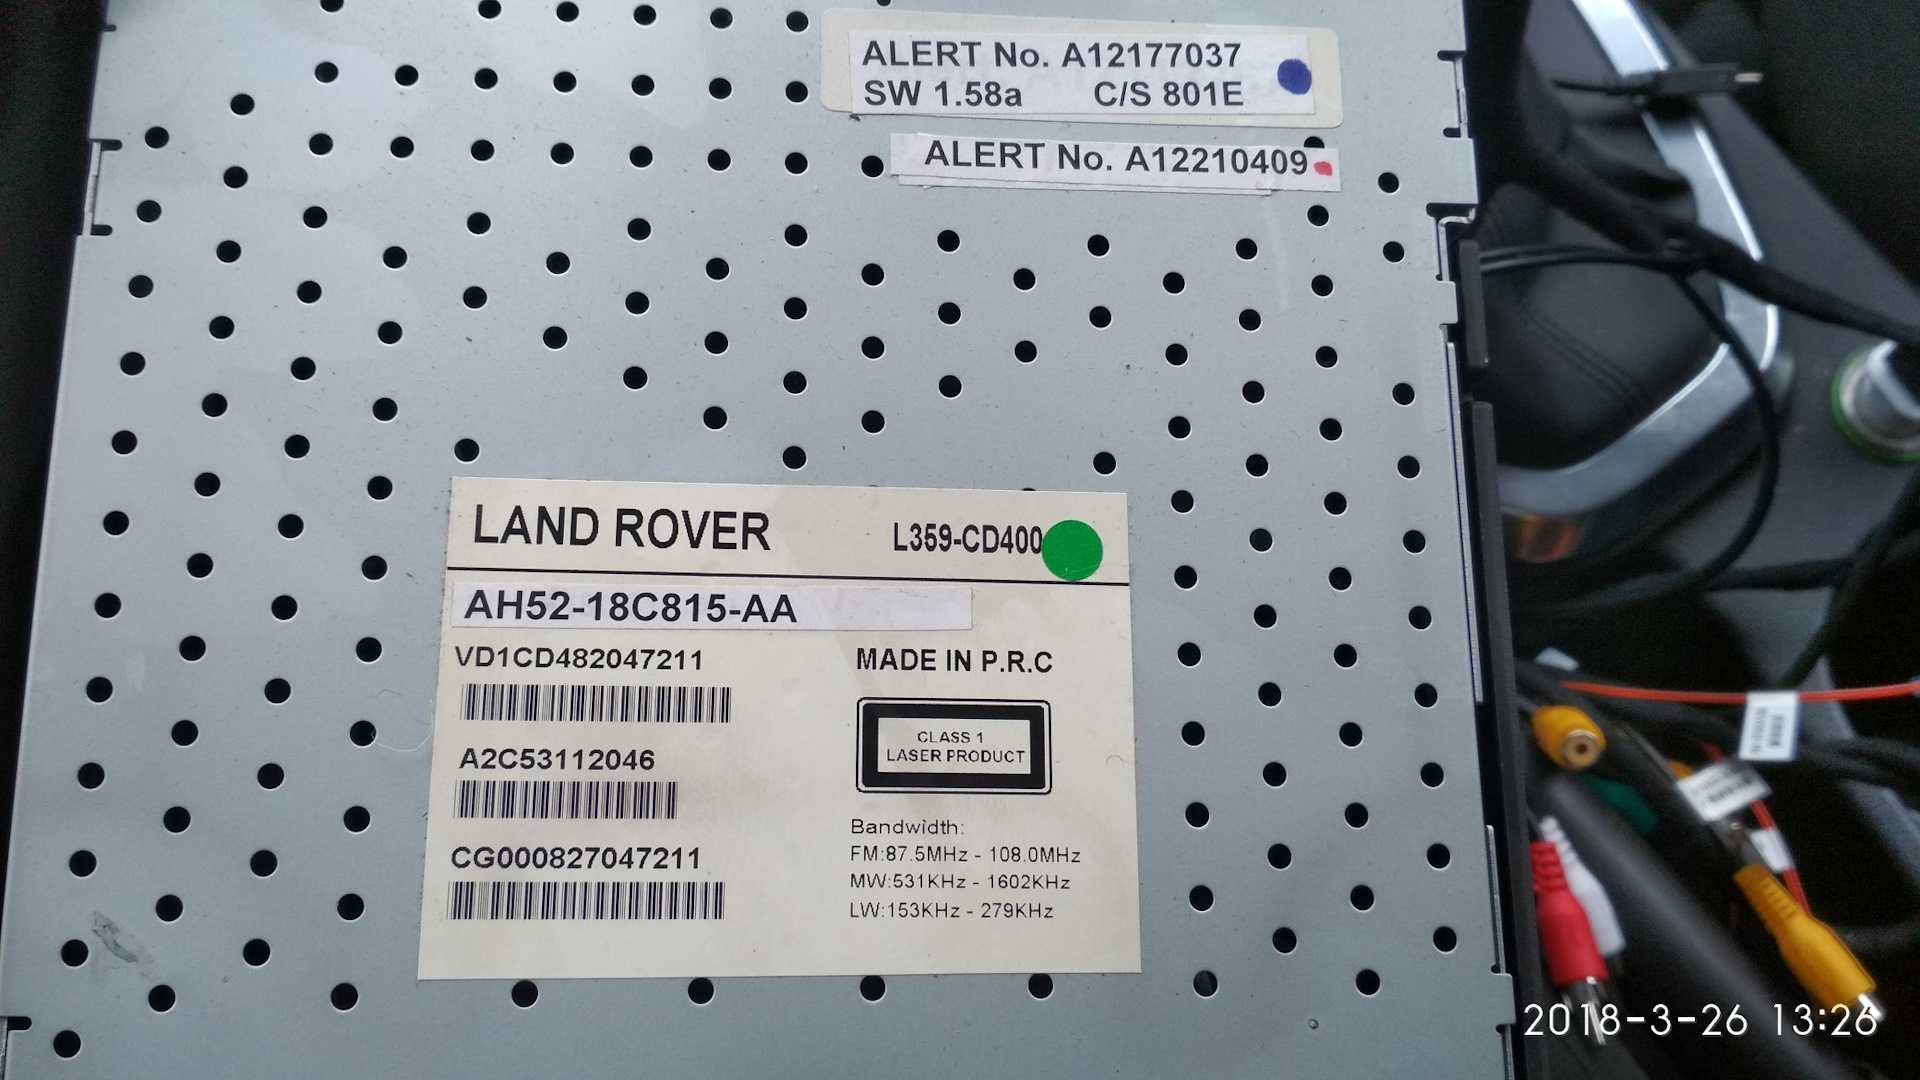 ALERT No. A12177037
SW 1.58a C/S 801E
ALERT No. A12210409
LAND ROVER L359-CD400
AH52-18C815-AA
VD1CD482047211
MADE IN P.R.C
CLASS 1
LASER PRODUCT
A2C53112046
CG000827047211
Bandwidth:
FM:87.5MHz - 108.0MHz
MW:531KHz - 1602KHz
LW:153KHz - 279KHz
2018-3-26 13:26